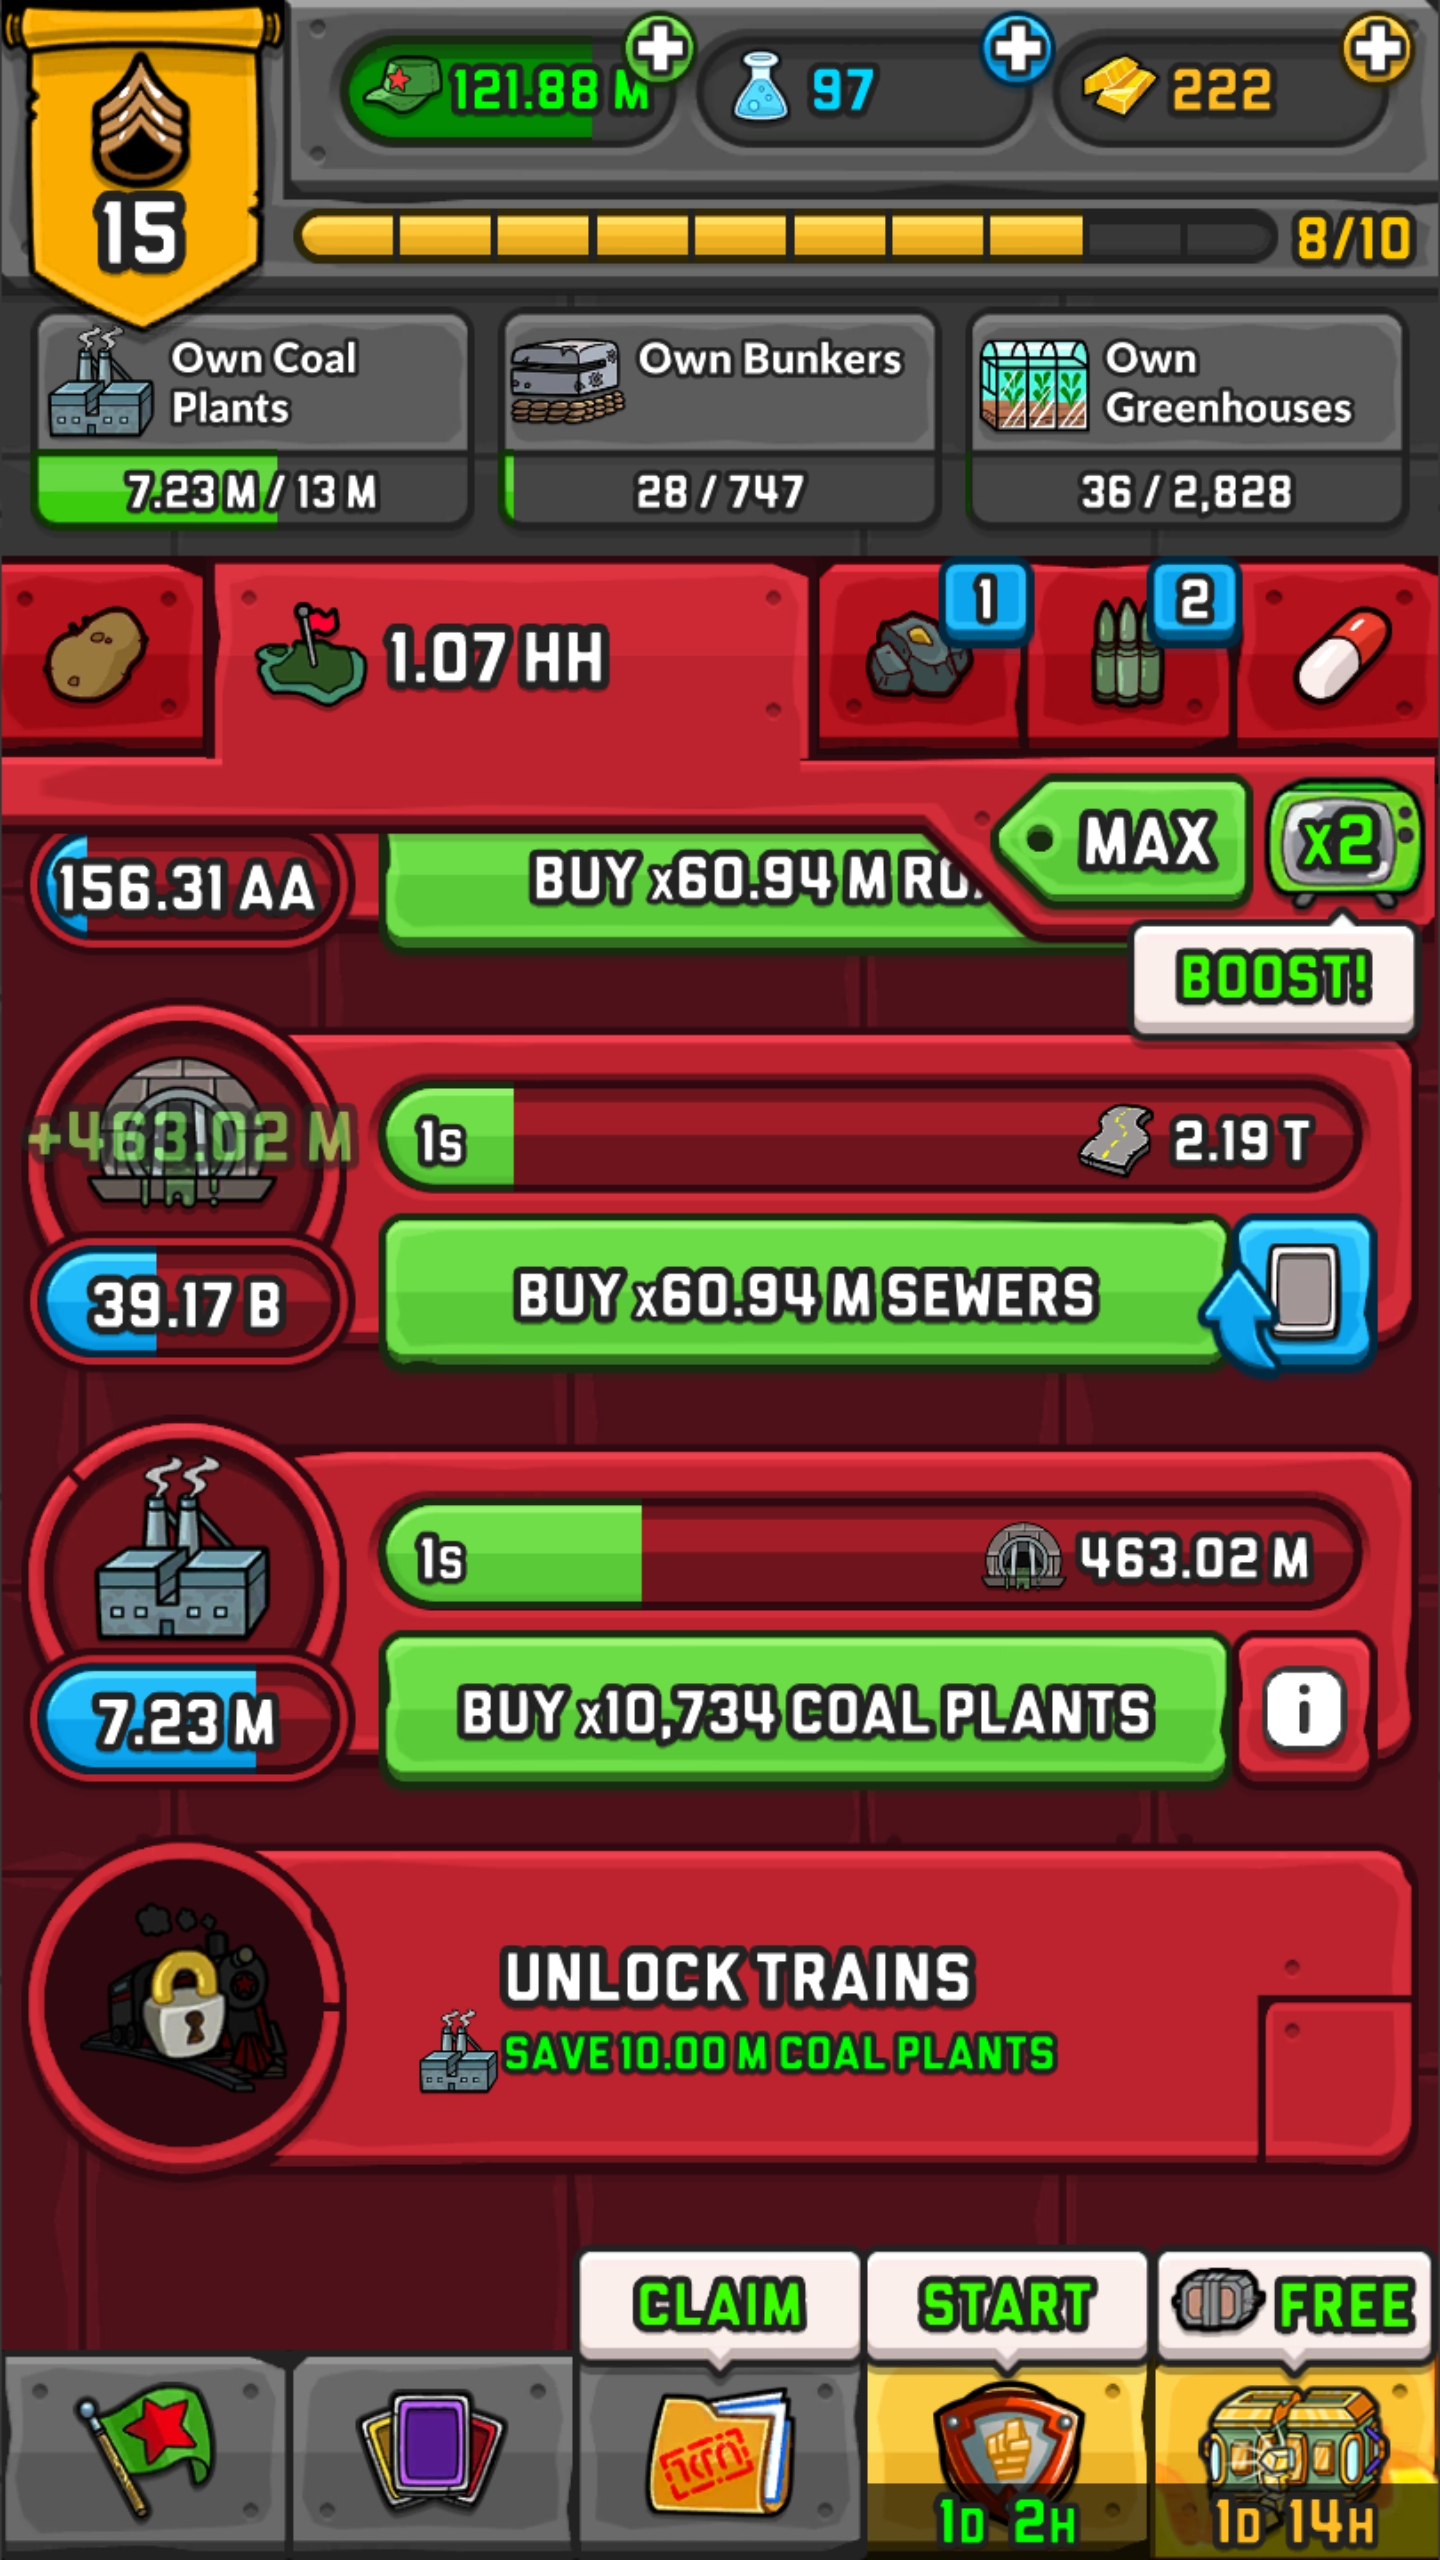 121.88 M
97
222
15
8/10
Own Coal
Plants
7.23 M / 13 M
Own Bunkers
28 / 747
Own
Greenhouses
36 / 2,828
1.07 HH
1
2
MAX
x2
156.31 AA
BUY x60.94 M RO
BOOST!
+463.02 M
1s
2.19 T
39.17 B
BUY x60.94 M SEWERS
1s
463.02 M
7.23 M
BUY x10,734 COAL PLANTS
i
UNLOCK TRAINS
SAVE 10.00 M COAL PLANTS
CLAIM
START
FREE
1D 2H
1D 14H